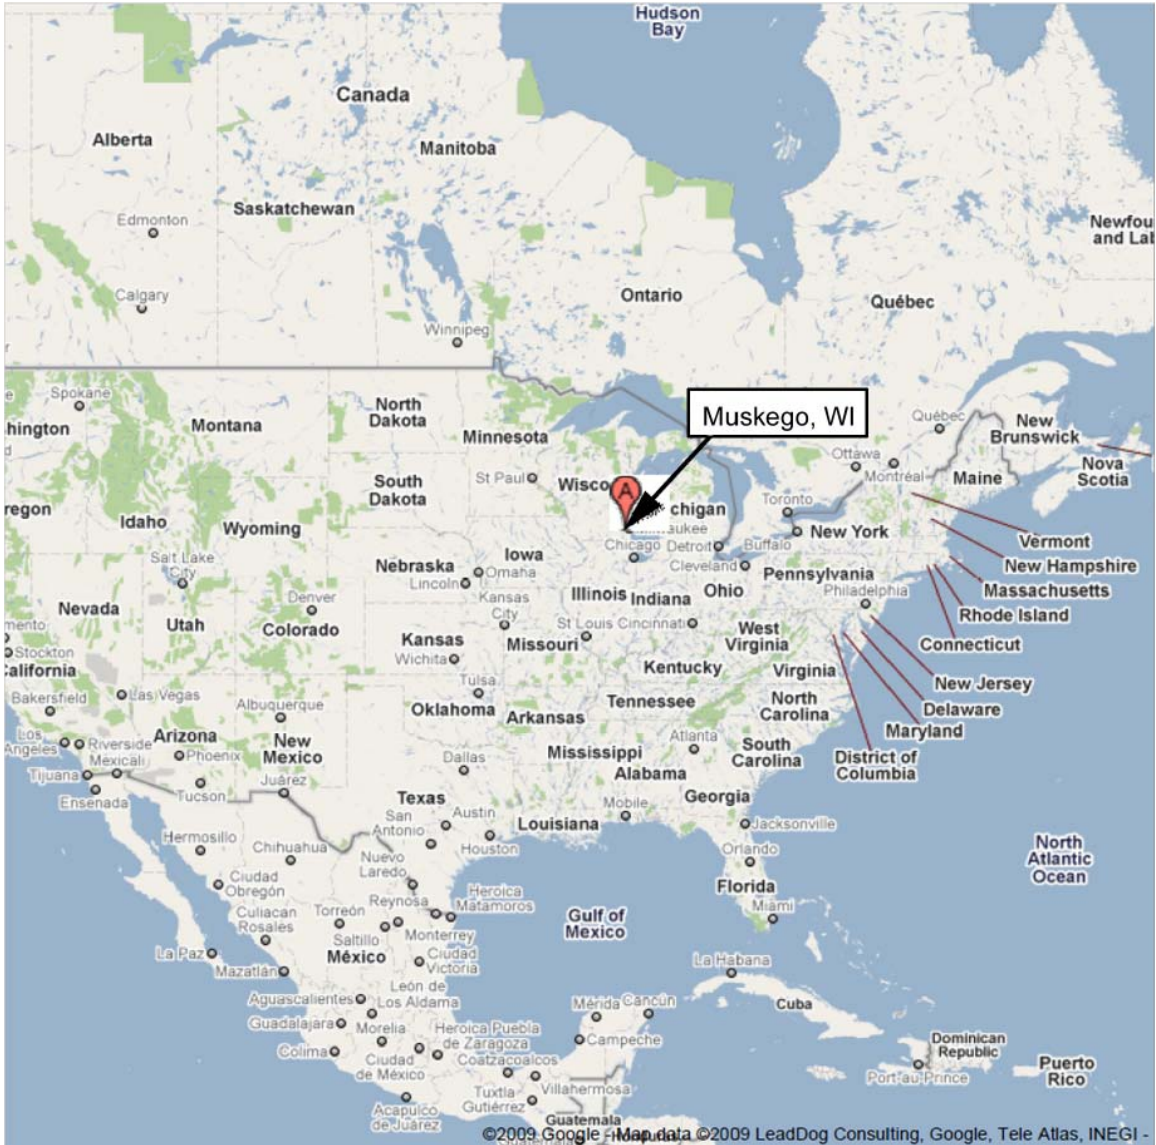 Hudson
Bay
Canada
Alberta
Manitoba
Saskatchewan
Edmonton
Newfou
and Lab
Calgary
Ontario
Québec
Winnipeg
Spokane
hington
Montana
North
Dakota
Minnesota
Muskego, WI
Québec
New
Brunswick
Ottawa
Montréal
Maine
Nova
Scotia
St Paul
Wisco
A
chigan
South
Dakota
regon
Idaho
Wyoming
Toronto
New York
Vermont
aukee
Chicago
Detroit
Buffalo
Salt Lake
City
Iowa
Nebraska
Omaha
Lincoln
Cleveland
Pennsylvania
New Hampshire
Massachusetts
Illinois
Indiana
Ohio
Philadelphia
Rhode Island
Kansas
City
Nevada
Denver
Utah
Colorado
mento
Stockton
California
Kansas
Missouri
St Louis
Cincinnati
West
Virginia
Connecticut
Wichita
Kentucky
Virginia
New Jersey
Bakersfield
Las Vegas
Tulsa
Oklahoma
Albuquerque
Arkansas
Tennessee
North
Carolina
Delaware
Maryland
Los
Angeles
Riverside
Arizona
New
Mexico
Mexicali
Phoenix
Dallas
Mississippi
Atlanta
South
Carolina
District of
Columbia
Tijuana
Ensenada
Tucson
Juárez
Alabama
Georgia
Texas
Austin
San
Antonio
Houston
Louisiana
Mobile
Jacksonville
Hermosillo
Chihuahua
Nuevo
Laredo
Orlando
North
Atlantic
Ocean
Ciudad
Obregón
Florida
Reynosa
Heroica
Matamoros
Culiacan
Rosales
Torreón
Saltillo
Monterrey
Miami
Gulf of
Mexico
La Paz
México
Ciudad
Victoria
Mazatlán
La Habana
León de
Los Aldama
Aguascalientes
Mérida
Cancún
Cuba
Guadalajara
Morelia
Heroica Puebla
de Zaragoza
Campeche
Colima
Ciudad
de México
Coatzacoalcos
Dominican
Republic
Port-au-Prince
Puerto
Rico
Villahermosa
Tuxtla
Gutiérrez
Acapulco
de Juárez
Guatemala
Honduras
©2009 Google - Map data ©2009 LeadDog Consulting, Google, Tele Atlas, INEGI -